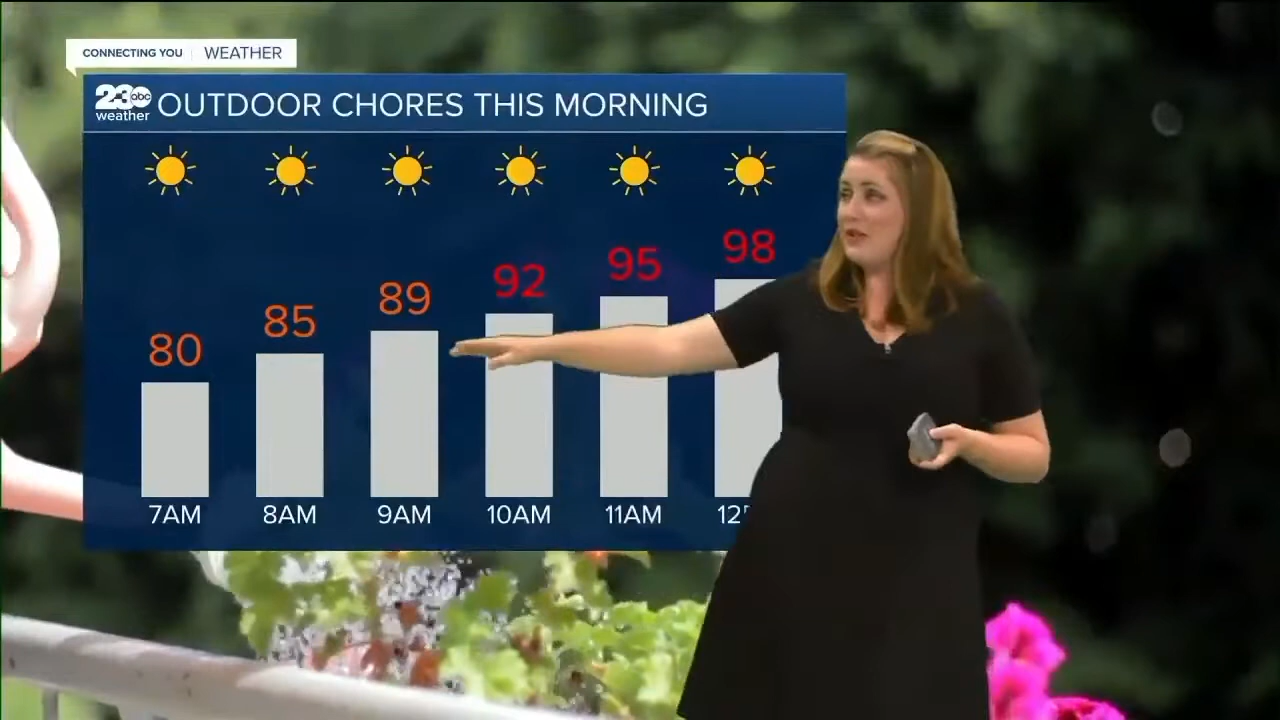 CONNECTING YOU WEATHER
23 abc
weather
OUTDOOR CHORES THIS MORNING
80 85 89 92 95 98
7AM 8AM 9AM 10AM 11AM